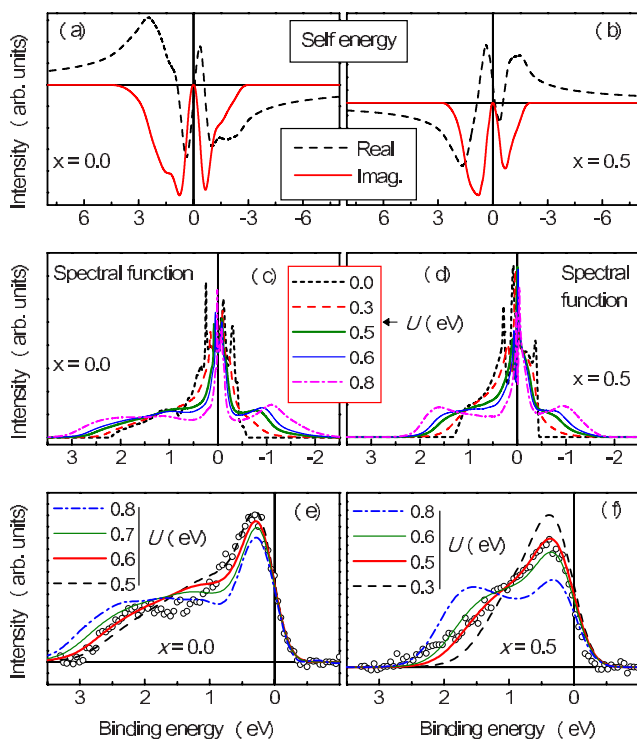 Intensity ( arb. units)
( a)
Self energy
( b)
x = 0.0
Real
Imag.
x = 0.5
6 3 0 -3 -6
6 3 0 -3 -6
Intensity ( arb. units)
Spectral function
(c)
x = 0.0
0.0
0.3
0.5
0.6
0.8
U ( eV)
(d)
Spectral
function
x = 0.5
4 3 2 1 0 -1 -2
4 3 2 1 0 -1 -2
Intensity ( arb. units)
0.8
0.7
0.6
0.5
U ( eV)
(e)
x = 0.0
0.8
0.6
0.5
0.3
U ( eV)
(f)
x = 0.5
3 2 1 0
3 2 1 0
Binding energy ( eV)
Binding energy ( eV)